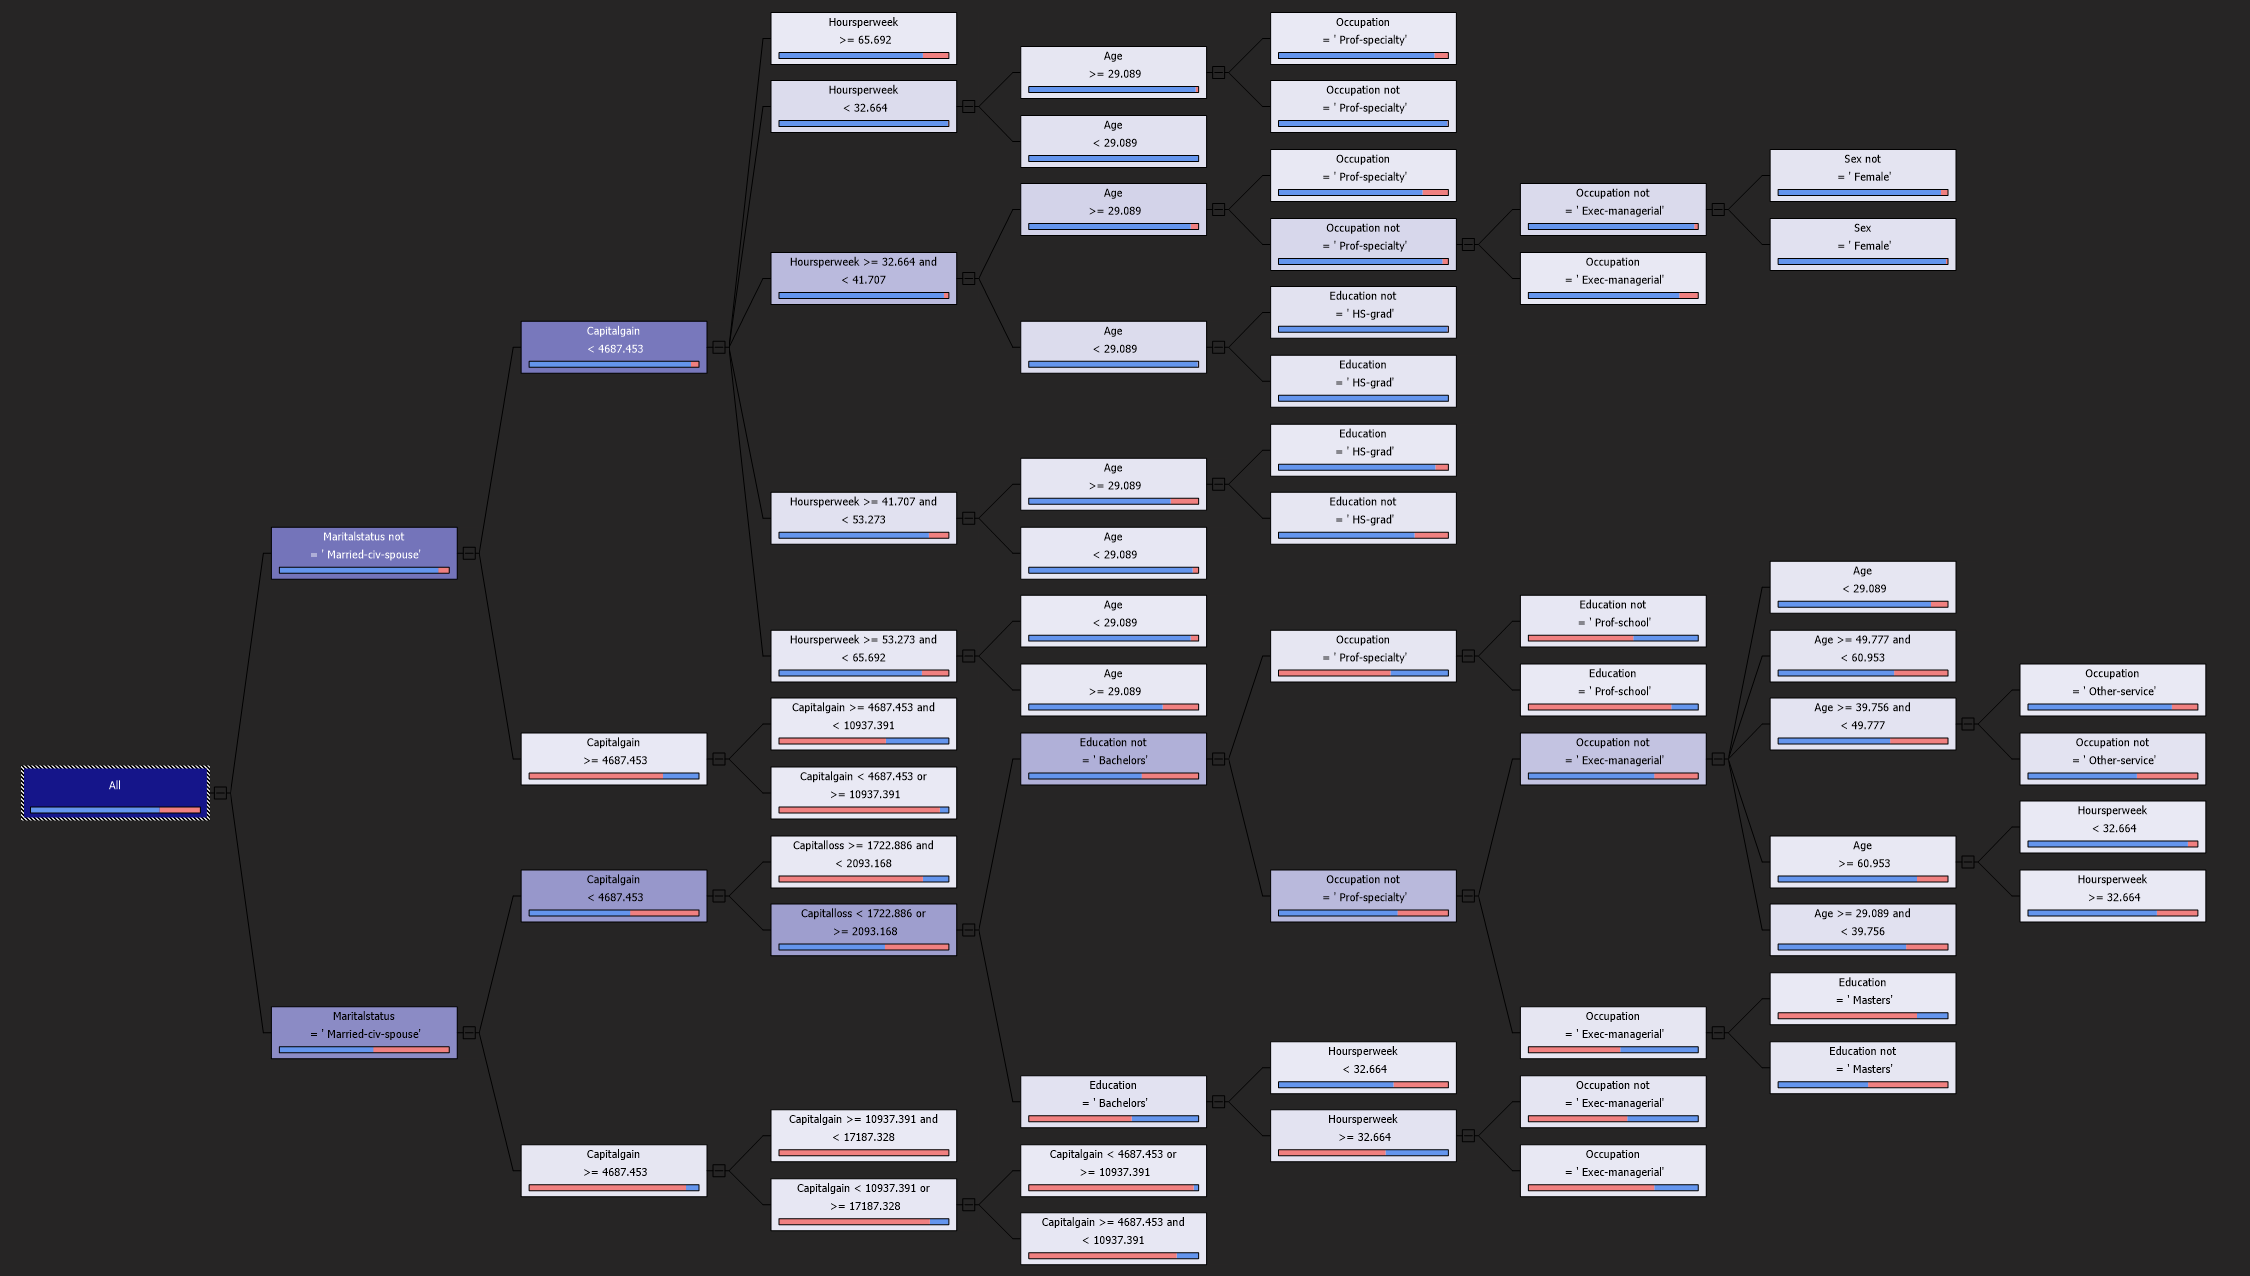 All
Maritalstatus not
= ' Married-civ-spouse'
Maritalstatus
= ' Married-civ-spouse'
Capitalgain
< 4687.453
Capitalgain
>= 4687.453
Capitalgain
< 4687.453
Capitalgain
>= 4687.453
Hoursperweek
>= 65.692
Hoursperweek
< 32.664
Hoursperweek >= 32.664 and
< 41.707
Hoursperweek >= 41.707 and
< 53.273
Hoursperweek >= 53.273 and
< 65.692
Capitalgain >= 4687.453 and
< 10937.391
Capitalgain < 4687.453 or
>= 10937.391
Capitalloss >= 1722.886 and
< 2093.168
Capitalloss < 1722.886 or
>= 2093.168
Capitalgain >= 10937.391 and
< 17187.328
Capitalgain < 10937.391 or
>= 17187.328
Age
>= 29.089
Age
< 29.089
Age
>= 29.089
Age
< 29.089
Age
>= 29.089
Age
< 29.089
Age
< 29.089
Age
>= 29.089
Education not
= ' Bachelors'
Education
= ' Bachelors'
Capitalgain < 4687.453 or
>= 10937.391
Capitalgain >= 4687.453 and
< 10937.391
Occupation
= ' Prof-specialty'
Occupation not
= ' Prof-specialty'
Occupation
= ' Prof-specialty'
Occupation not
= ' Prof-specialty'
Education not
= ' HS-grad'
Education
= ' HS-grad'
Education
= ' HS-grad'
Education not
= ' HS-grad'
Occupation
= ' Prof-specialty'
Occupation not
= ' Prof-specialty'
Hoursperweek
< 32.664
Hoursperweek
>= 32.664
Occupation not
= ' Exec-managerial'
Occupation
= ' Exec-managerial'
Education not
= ' Prof-school'
Education
= ' Prof-school'
Occupation not
= ' Exec-managerial'
Occupation
= ' Exec-managerial'
Occupation not
= ' Exec-managerial'
Occupation
= ' Exec-managerial'
Sex not
= ' Female'
Sex
= ' Female'
Age
< 29.089
Age >= 49.777 and
< 60.953
Age >= 39.756 and
< 49.777
Age
>= 60.953
Age >= 29.089 and
< 39.756
Education
= ' Masters'
Education not
= ' Masters'
Occupation
= ' Other-service'
Occupation not
= ' Other-service'
Hoursperweek
< 32.664
Hoursperweek
>= 32.664